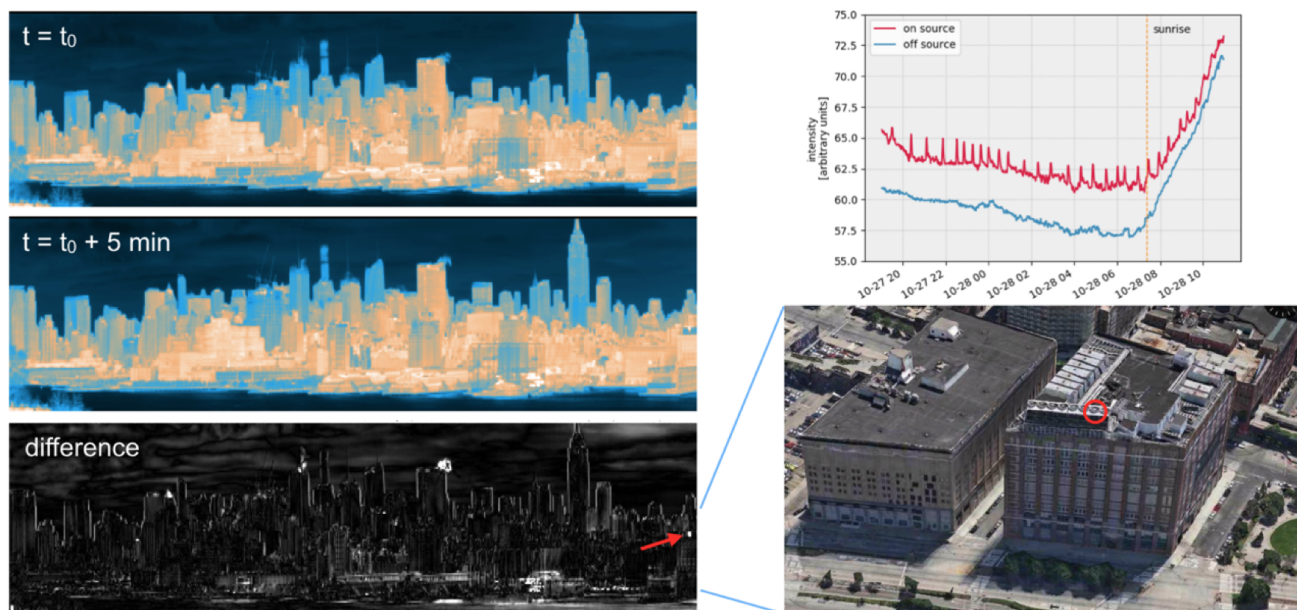 t = t₀
t = t₀ + 5 min
difference
on source
off source
sunrise
intensity
[arbitrary units]
75.0
72.5
70.0
67.5
65.0
62.5
60.0
57.5
55.0
10-27 20
10-27 22
10-28 00
10-28 02
10-28 04
10-28 06
10-28 08
10-28 10